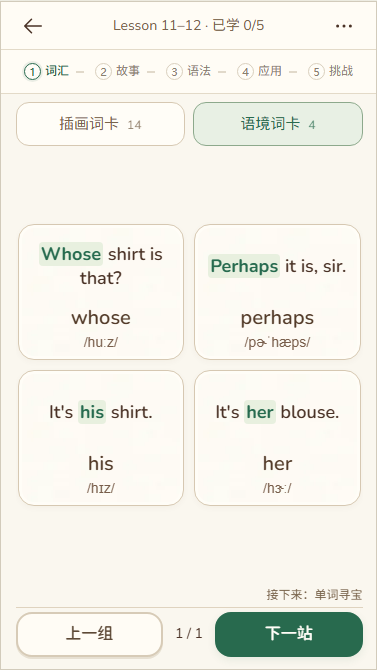 Lesson 11–12 · 已学 0/5
1 词汇 – 2 故事 – 3 语法 – 4 应用 – 5 挑战
插画词卡 14
语境词卡 4
Whose shirt is
that?
whose
/huːz/
Perhaps it is, sir.
perhaps
/pɚˈhæps/
It's his shirt.
his
/hɪz/
It's her blouse.
her
/hɝː/
接下来：单词寻宝
上一组
1 / 1
下一站